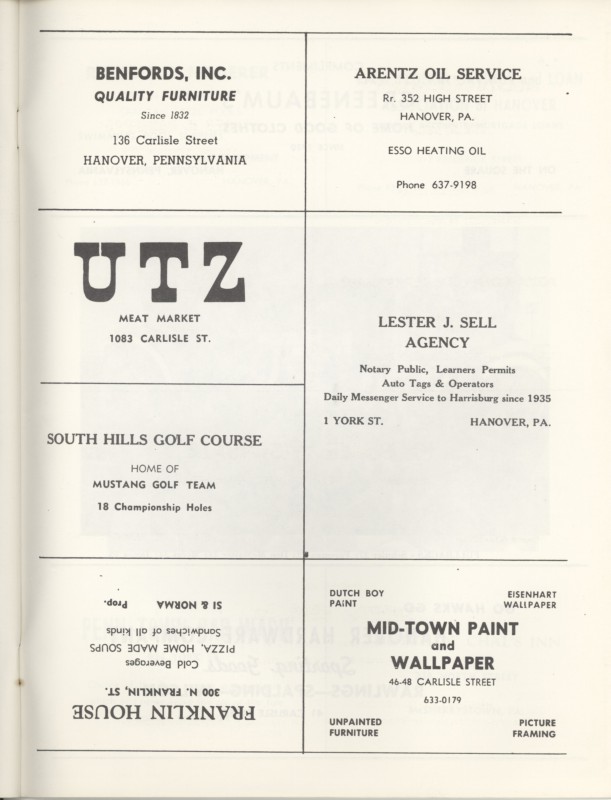 BENFORDS, INC.
QUALITY FURNITURE
Since 1832
136 Carlisle Street
HANOVER, PENNSYLVANIA
ARENTZ OIL SERVICE
Rr. 352 HIGH STREET
HANOVER, PA.
ESSO HEATING OIL
Phone 637-9198
UTZ
MEAT MARKET
1083 CARLISLE ST.
LESTER J. SELL
AGENCY
Notary Public, Learners Permits
Auto Tags & Operators
Daily Messenger Service to Harrisburg since 1935
1 YORK ST. HANOVER, PA.
SOUTH HILLS GOLF COURSE
HOME OF
MUSTANG GOLF TEAM
18 Championship Holes
FRANKLIN HOUSE
300 N. FRANKLIN, ST.
Cold Beverages
PIZZA, HOME MADE SOUPS
Sandwiches of all kinds
SI & NORMA Prop.
DUTCH BOY
PAINT
EISENHART
WALLPAPER
MID-TOWN PAINT
and
WALLPAPER
46-48 CARLISLE STREET
633-0179
UNPAINTED
FURNITURE
PICTURE
FRAMING